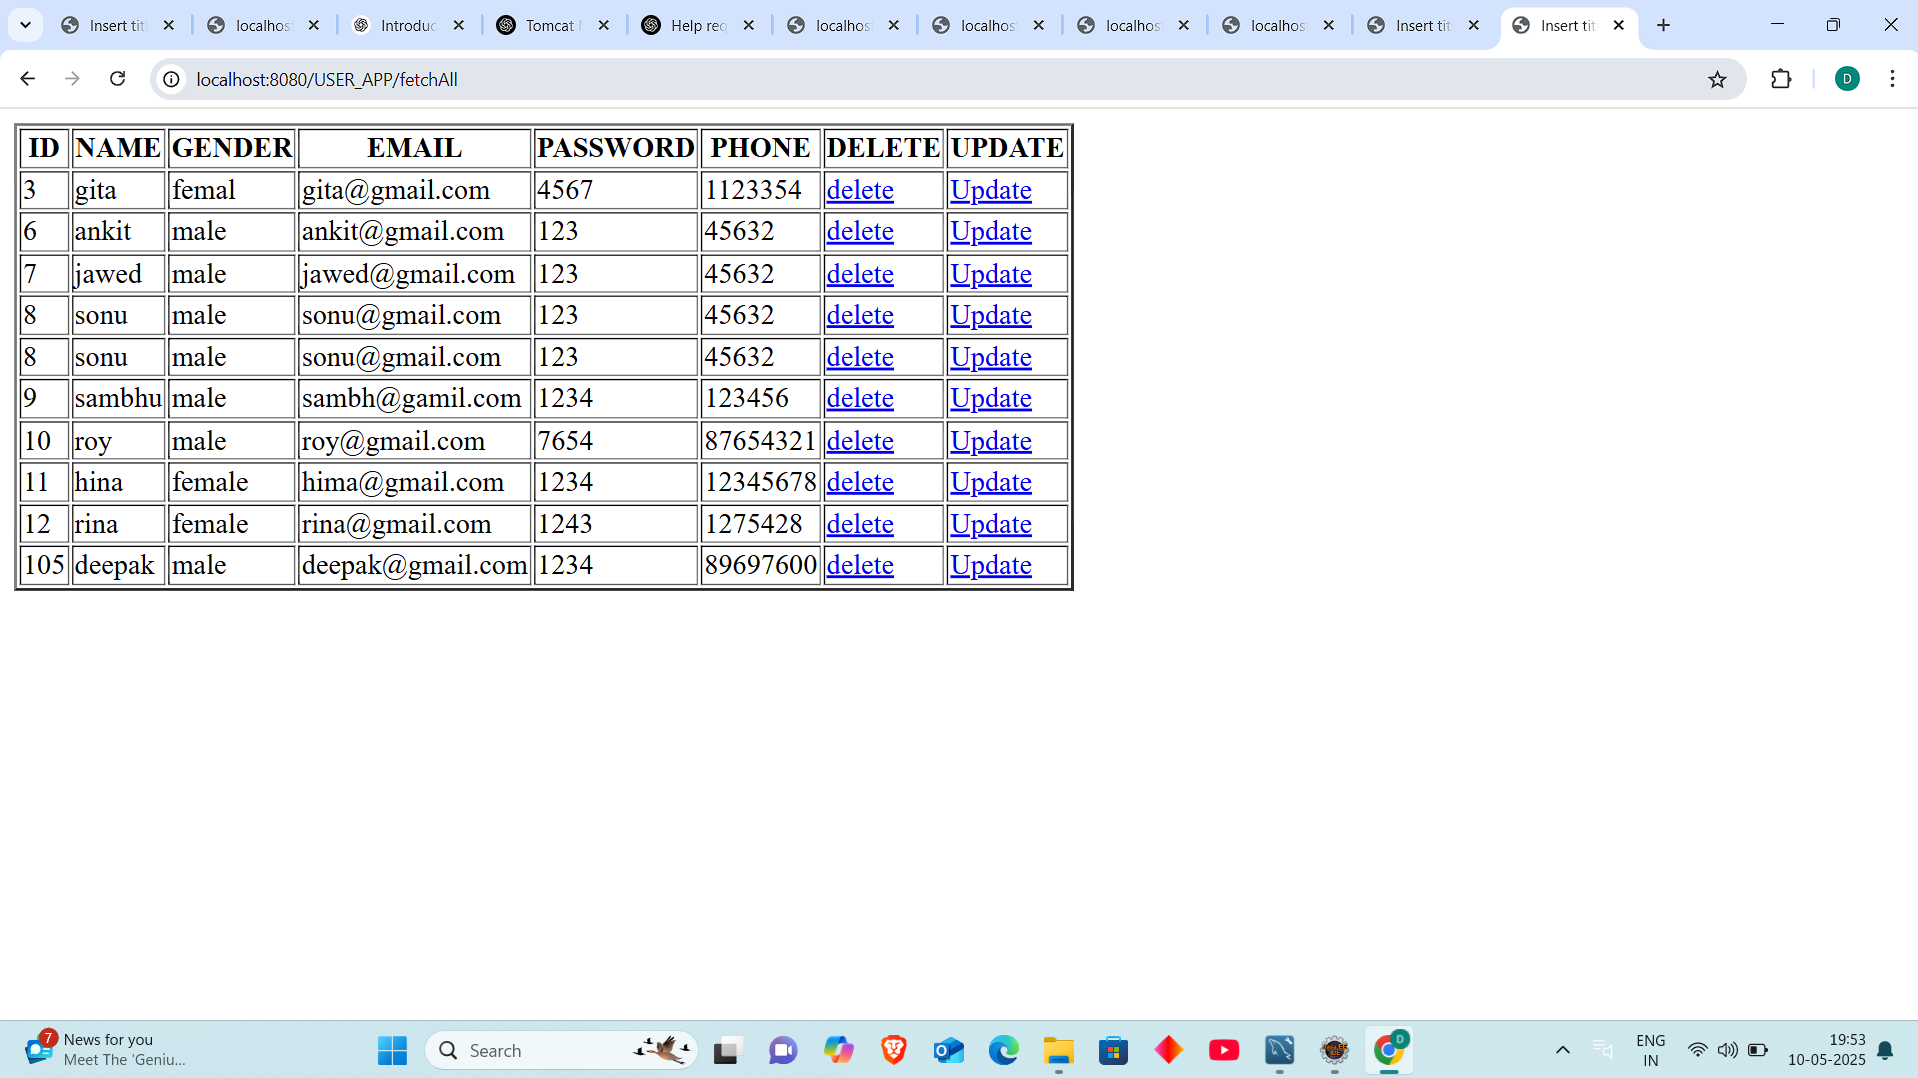 Insert tit
localhos
Introduc
Tomcat
Help req
localhos
localhos
localhos
localhos
Insert tit
Insert tit
localhost:8080/USER_APP/fetchAll
D
ID NAME GENDER EMAIL PASSWORD PHONE DELETE UPDATE
3 gita femal gita@gmail.com 4567 1123354 delete Update
6 ankit male ankit@gmail.com 123 45632 delete Update
7 jawed male jawed@gmail.com 123 45632 delete Update
8 sonu male sonu@gmail.com 123 45632 delete Update
8 sonu male sonu@gmail.com 123 45632 delete Update
9 sambhu male sambh@gamil.com 1234 123456 delete Update
10 roy male roy@gmail.com 7654 87654321 delete Update
11 hina female hima@gmail.com 1234 12345678 delete Update
12 rina female rina@gmail.com 1243 1275428 delete Update
105 deepak male deepak@gmail.com 1234 89697600 delete Update
7
News for you
Meet The 'Geniu...
Search
D
ENG
IN
19:53
10-05-2025